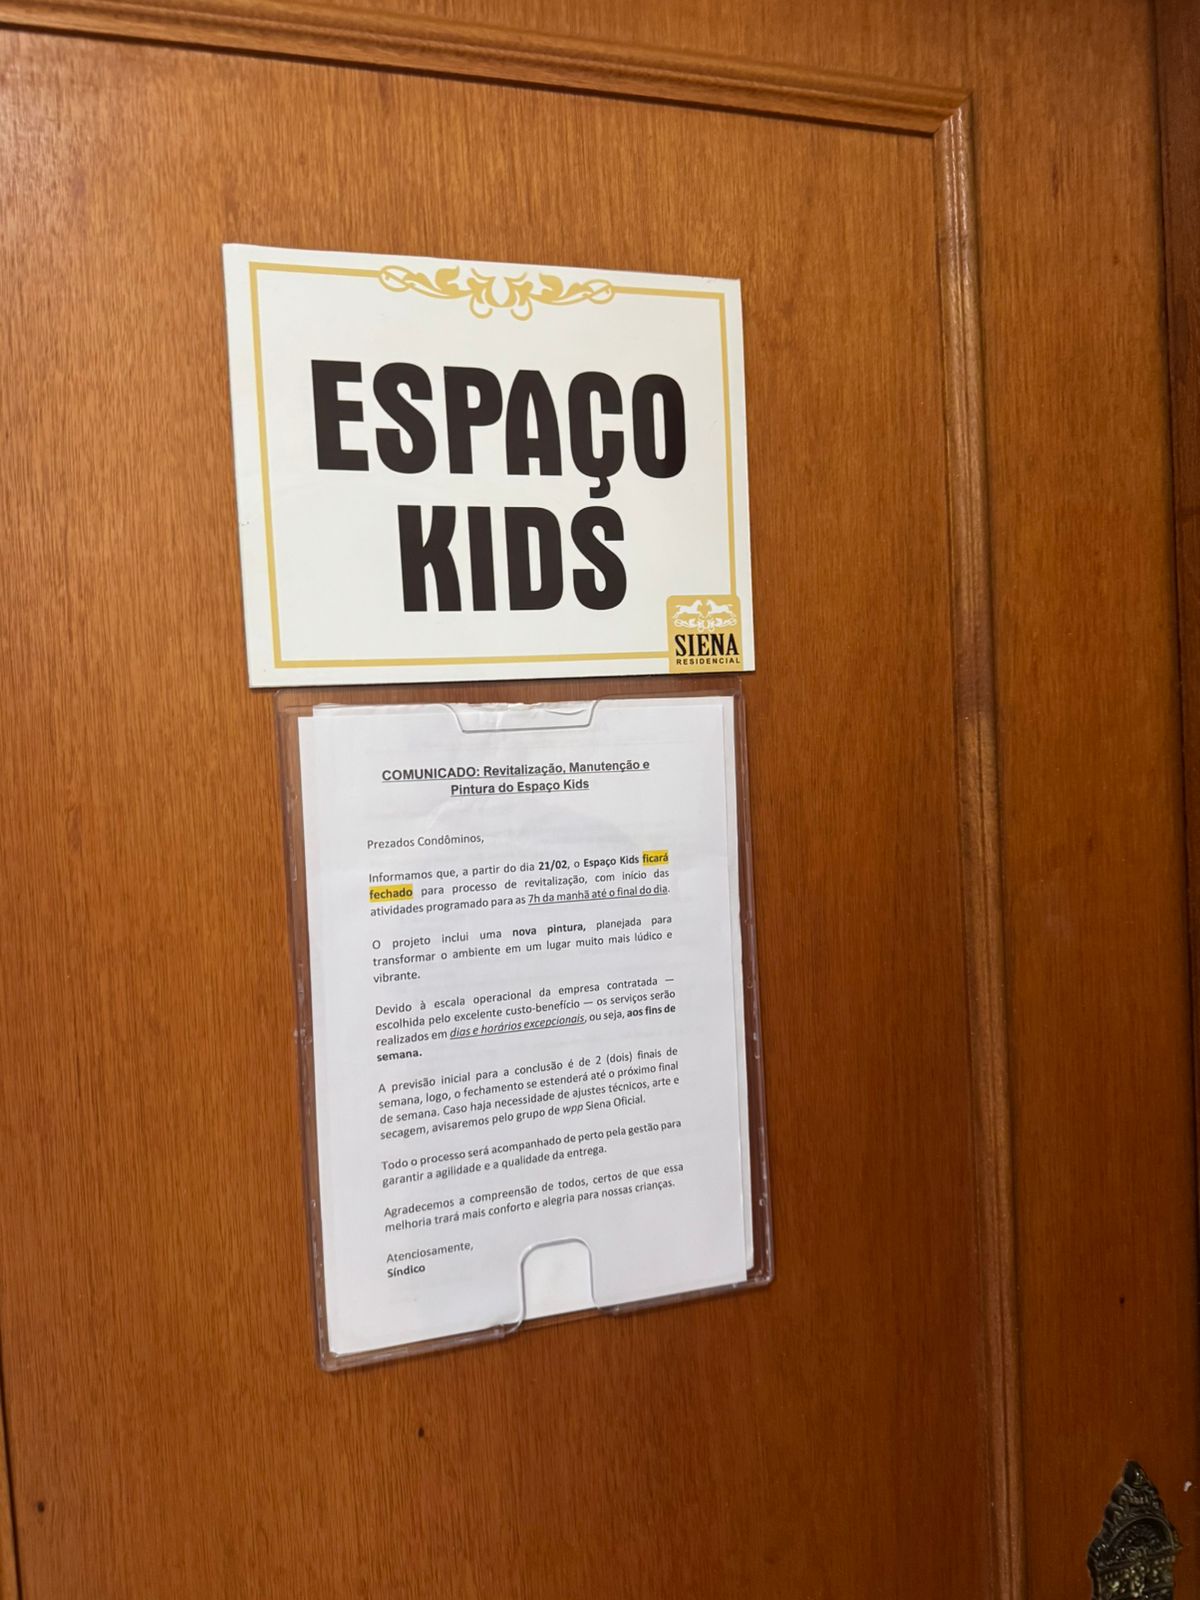 ESPAÇO
KIDS
SIENA
RESIDENCIAL
COMUNICADO: Revitalização, Manutenção e
Pintura do Espaço Kids
Prezados Condôminos,
Informamos que, a partir do dia 21/02, o Espaço Kids ficará
fechado para processo de revitalização, com início das
atividades programado para as 7h da manhã até o final do dia.
O projeto inclui uma nova pintura, planejada para
transformar o ambiente em um lugar muito mais lúdico e
vibrante.
Devido à escala operacional da empresa contratada —
escolhida pelo excelente custo-benefício — os serviços serão
realizados em dias e horários excepcionais, ou seja, aos fins de
semana.
A previsão inicial para a conclusão é de 2 (dois) finais de
semana, logo, o fechamento se estenderá até o próximo final
de semana. Caso haja necessidade de ajustes técnicos, arte e
secagem, avisaremos pelo grupo de wpp Siena Oficial.
Todo o processo será acompanhado de perto pela gestão para
garantir a agilidade e a qualidade da entrega.
Agradecemos a compreensão de todos, certos de que essa
melhoria trará mais conforto e alegria para nossas crianças.
Atenciosamente,
Síndico